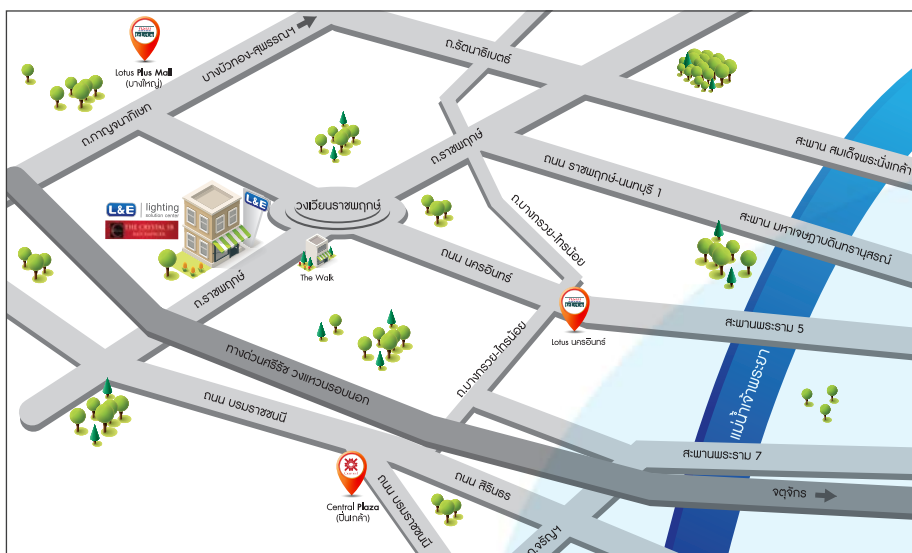 Lotus Plus Mall
(บางใหญ่)
บางบัวทอง-สุพรรณฯ
ถ.รัตนาธิเบตร์
ถ.กาญจนาภิเษก
ถ.ราชพฤกษ์
สะพาน สมเด็จพระนั่งเกล้า
ถนน ราชพฤกษ์-นนทบุรี 1
สะพาน มหาเจษฎาบดินทรานุสรณ์
L&E
lighting
solution center
L&E
THE CRYSTAL SB
วงเวียนราชพฤกษ์
ถ.บางกรวย-ไทรน้อย
The Walk
ถนน นครอินทร์
ถ.ราชพฤกษ์
Lotus นครอินทร์
สะพานพระราม 5
ทางด่วนศรีรัช วงแหวนรอบนอก
ถ.บางกรวย-ไทรน้อย
แม่น้ำเจ้าพระยา
ถนน บรมราชชนนี
สะพานพระราม 7
ถนน สิรินธร
จตุจักร
Central Plaza
(ปิ่นเกล้า)
ถนน บรมราชชนนี
ถ.จรัญฯ